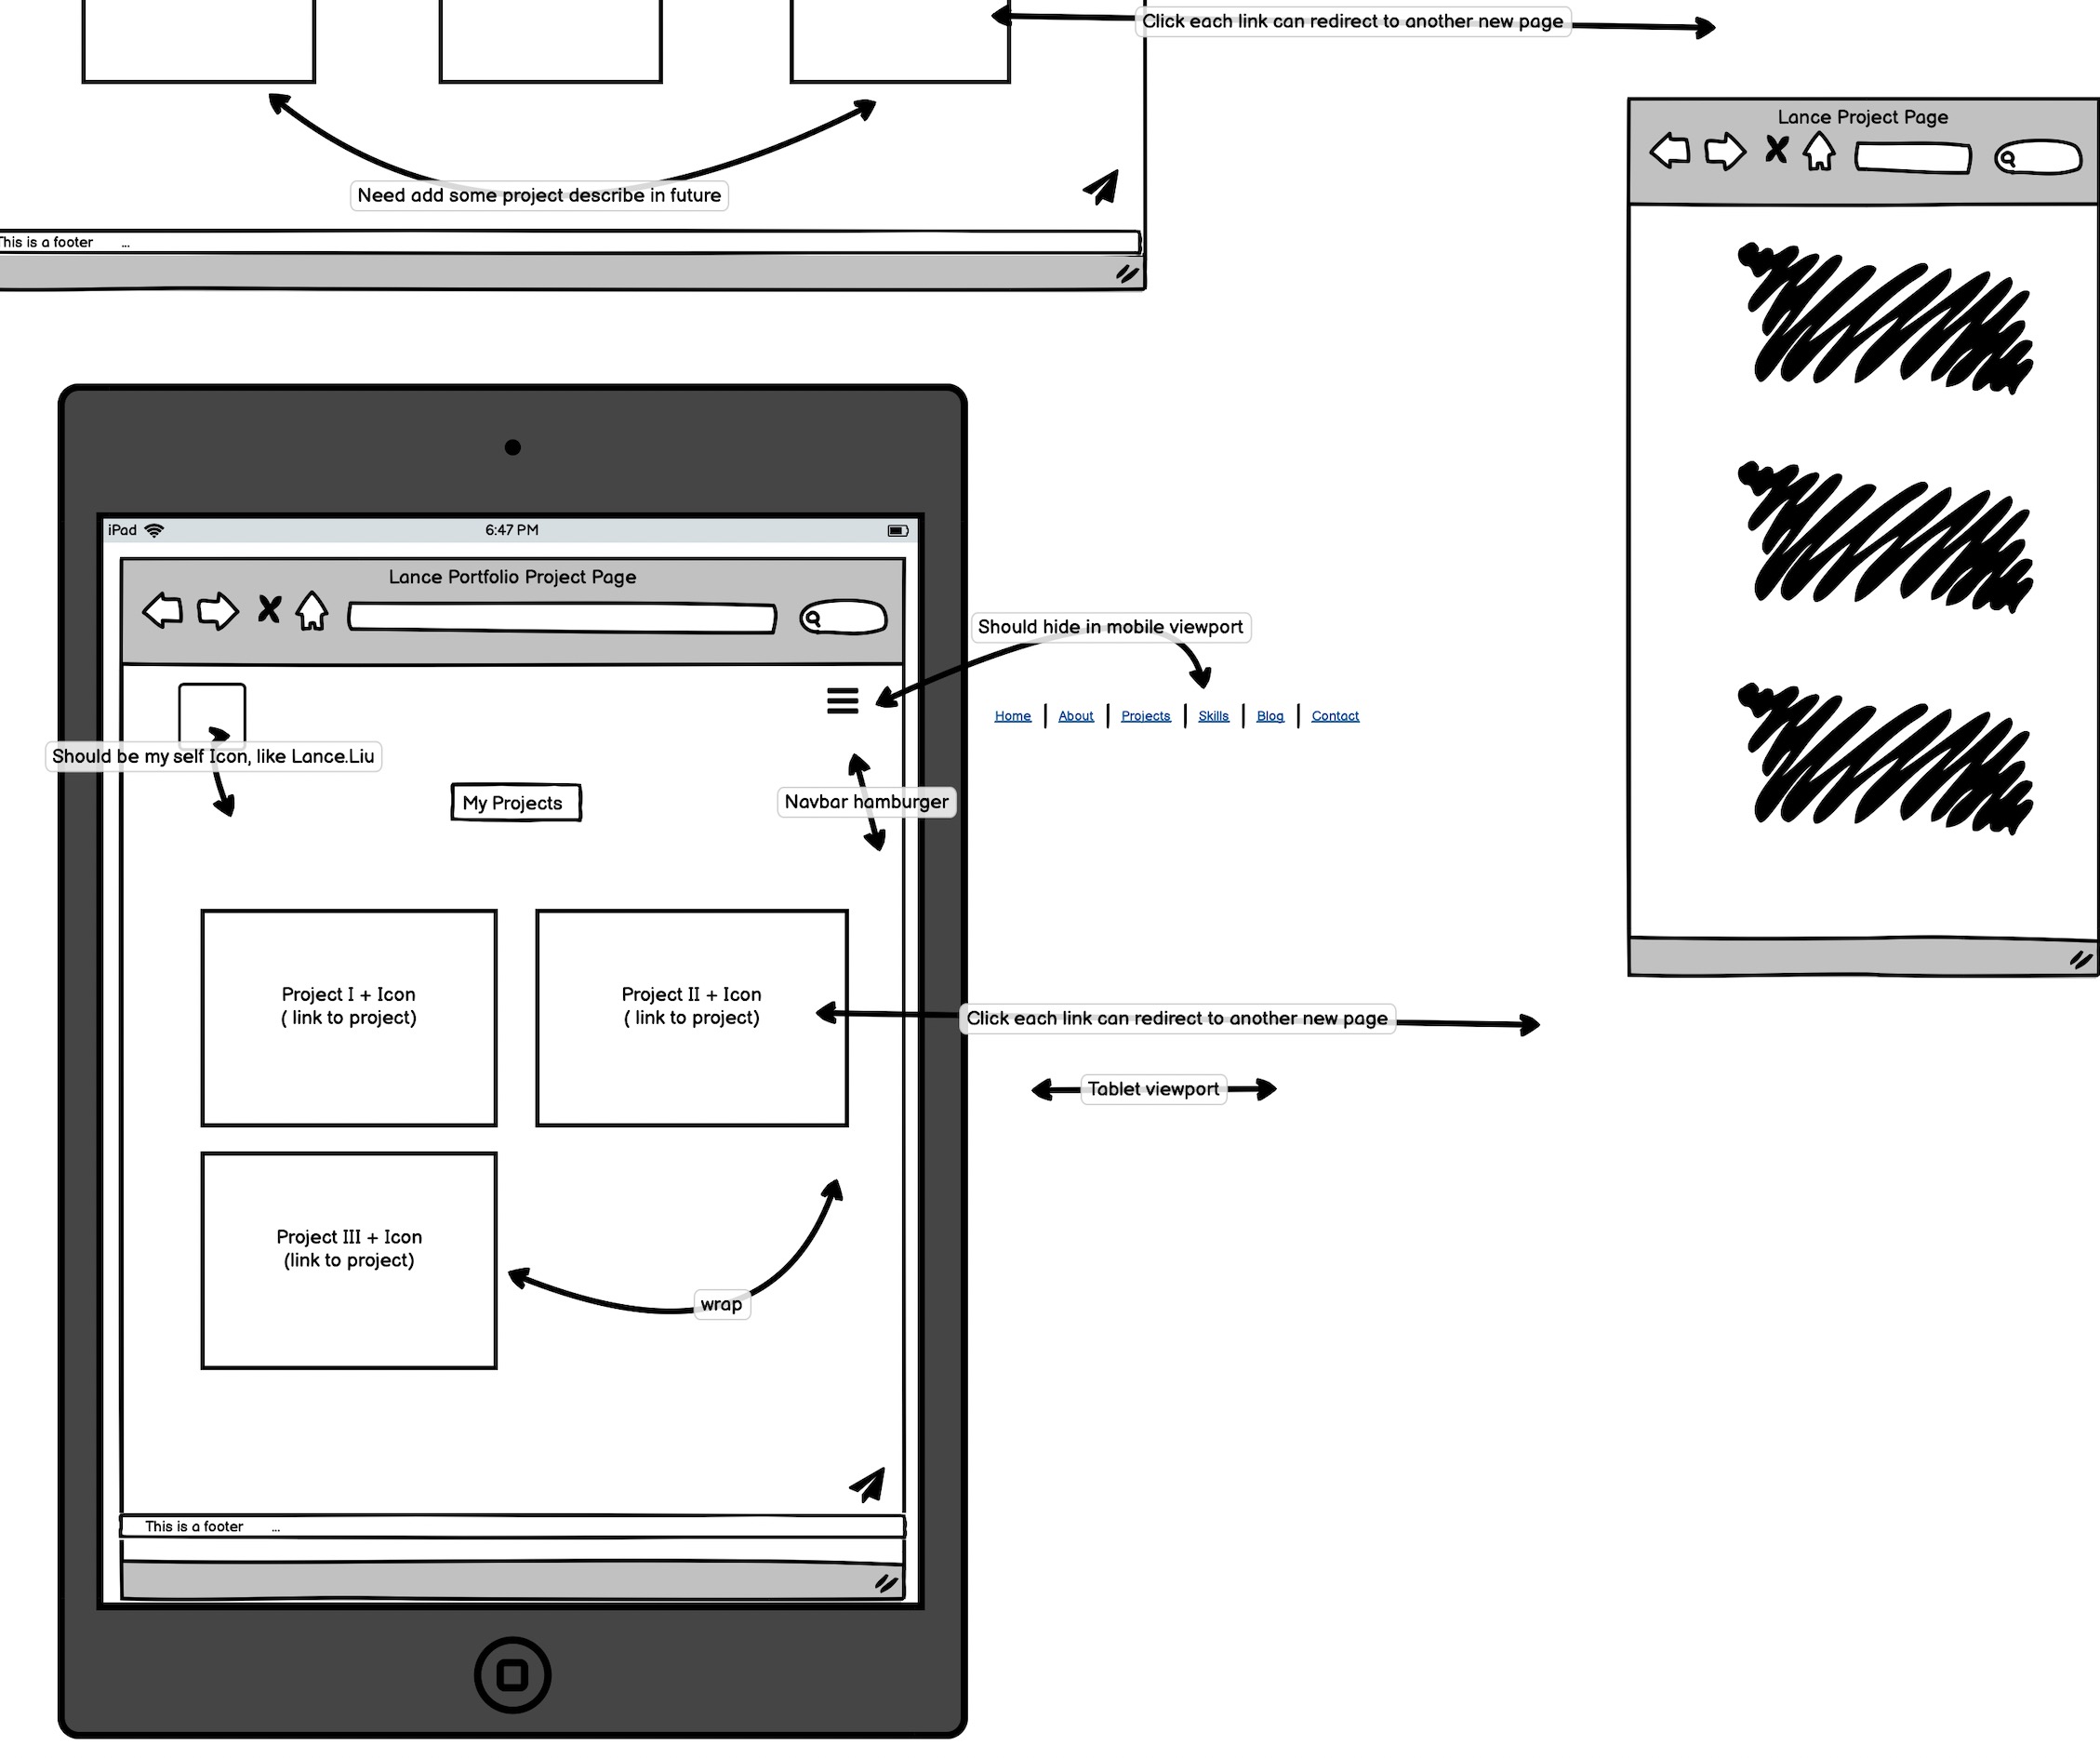 Click each link can redirect to another new page
Lance Project Page
Need add some project describe in future
This is a footer ...
iPad
6:47 PM
Lance Portfolio Project Page
Should hide in mobile viewport
Home
About
Projects
Skills
Blog
Contact
Should be my self Icon, like Lance.Liu
My Projects
Navbar hamburger
Project I + Icon
( link to project)
Project II + Icon
( link to project)
Click each link can redirect to another new page
Tablet viewport
Project III + Icon
(link to project)
wrap
This is a footer ...